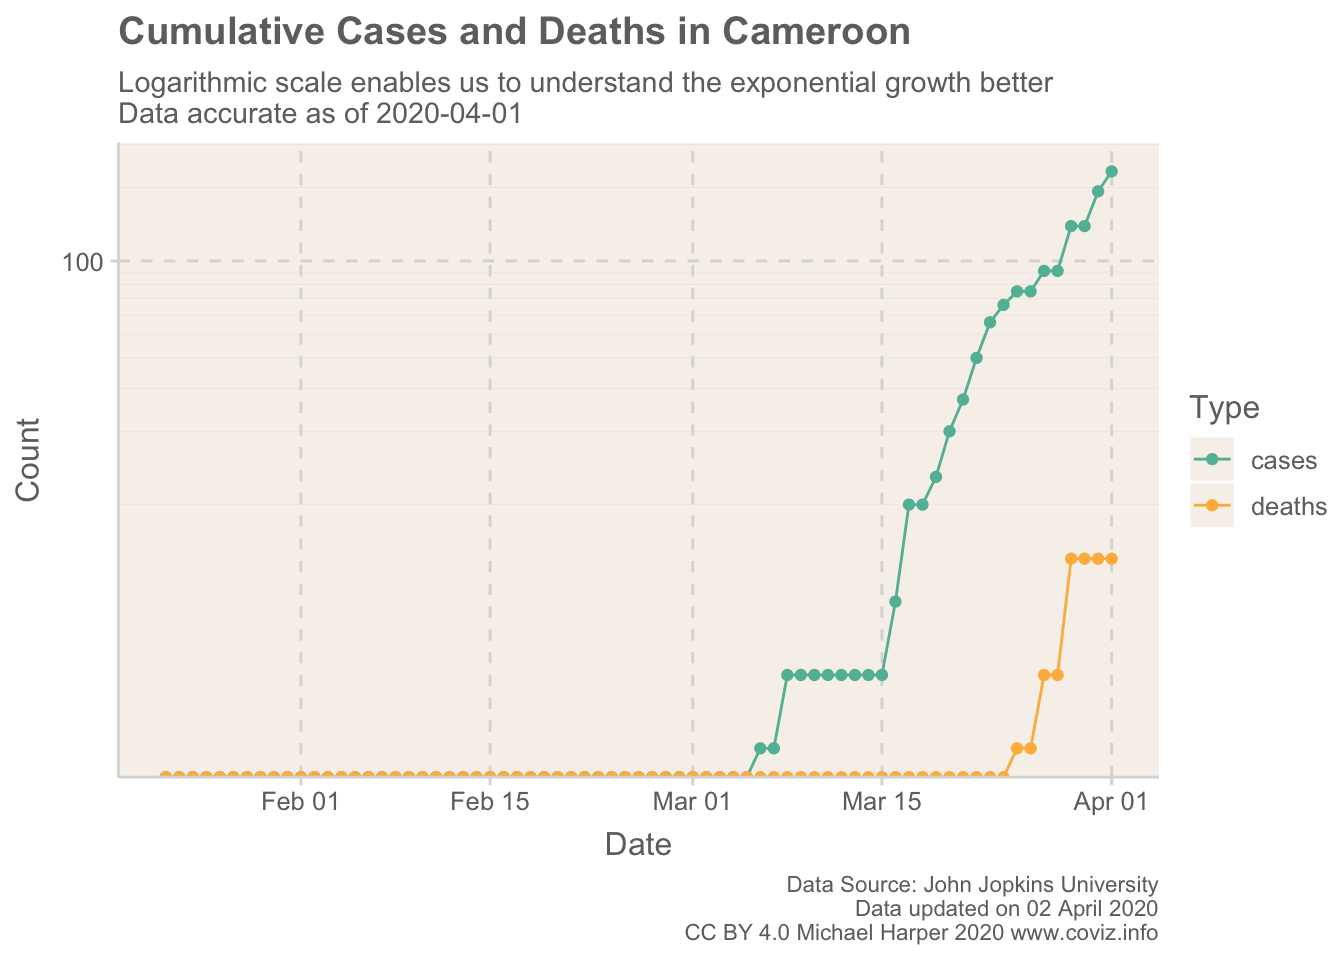 Cumulative Cases and Deaths in Cameroon
Logarithmic scale enables us to understand the exponential growth better
Data accurate as of 2020-04-01
100
Count
Type
cases
deaths
Feb 01
Feb 15
Mar 01
Mar 15
Apr 01
Date
Data Source: John Jopkins University
Data updated on 02 April 2020
CC BY 4.0 Michael Harper 2020 www.coviz.info